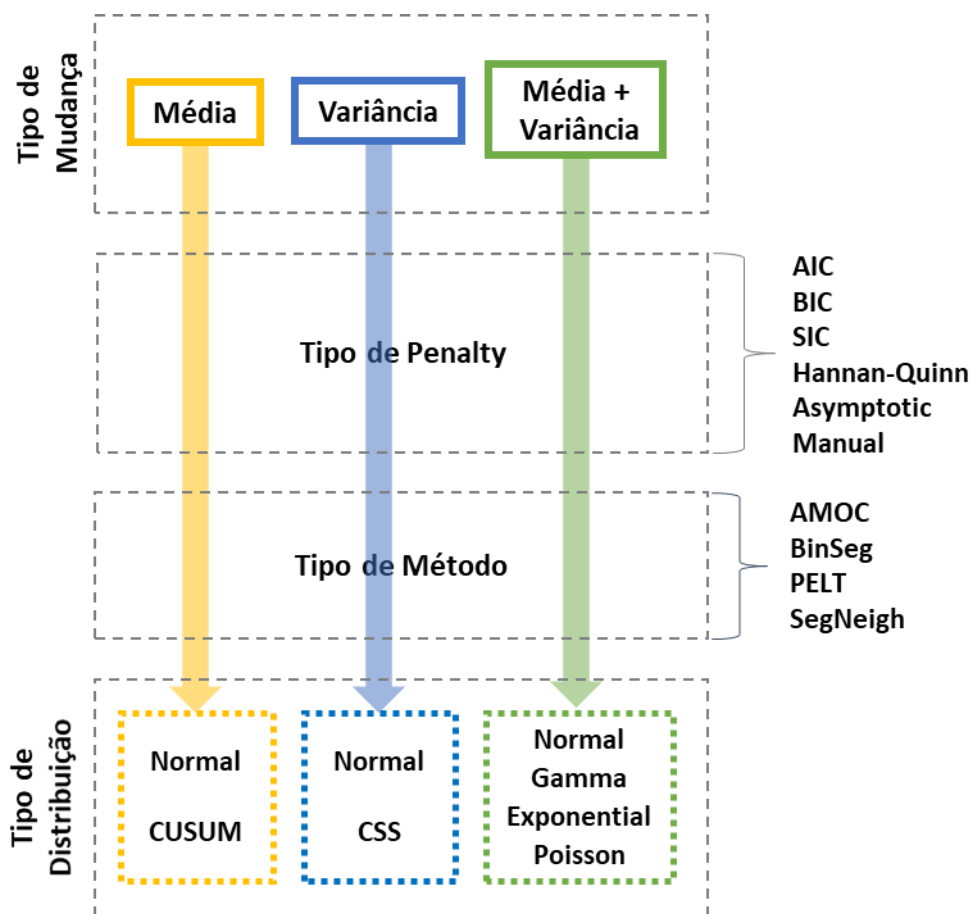 Tipo de
Mudança
Média
Variância
Média +
Variância
Tipo de Penalty
AIC
BIC
SIC
Hannan-Quinn
Asymptotic
Manual
Tipo de Método
AMOC
BinSeg
PELT
SegNeigh
Tipo de
Distribuição
Normal
CUSUM
Normal
CSS
Normal
Gamma
Exponential
Poisson